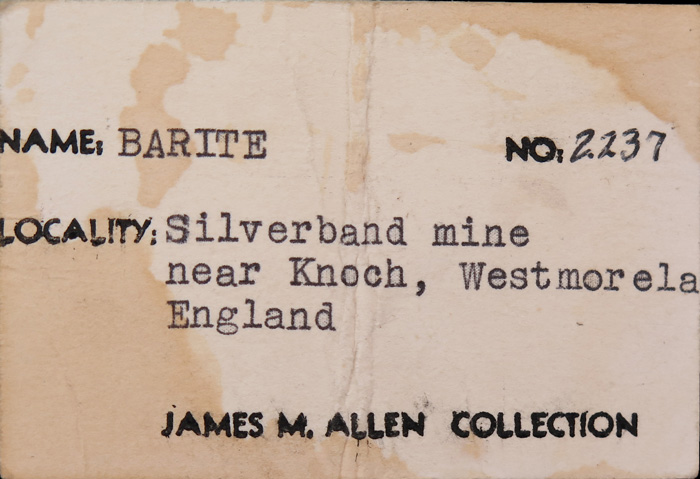 NAME: BARITE NO: 2237
LOCALITY: Silverband mine
near Knoch, Westmorela
England
JAMES M. ALLEN COLLECTION